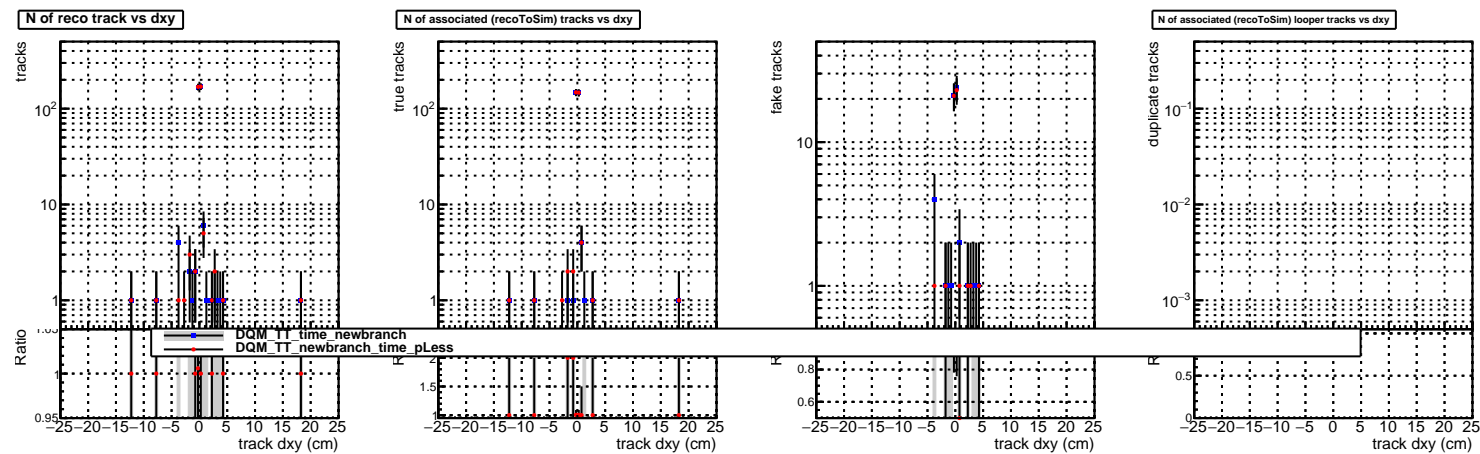 N of reco track vs dxy
tracks
10²
10
1
1.05
Ratio
1
0.95
−25−20−15−10 −5 0 5 10 15 20 25
track dxy (cm)
N of associated (recoToSim) tracks vs dxy
true tracks
10²
10
1
2
1.5
1
−25−20−15−10 −5 0 5 10 15 20 25
track dxy (cm)
fake tracks
10
1
0.8
0.6
−25−20−15−10 −5 0 5 10 15 20 25
track dxy (cm)
N of associated (recoToSim) looper tracks vs dxy
duplicate tracks
10⁻¹
10⁻²
10⁻³
0.5
0
−25−20−15−10 −5 0 5 10 15 20 25
track dxy (cm)
DQM_TT_time_newbranch
DQM_TT_newbranch_time_pLess